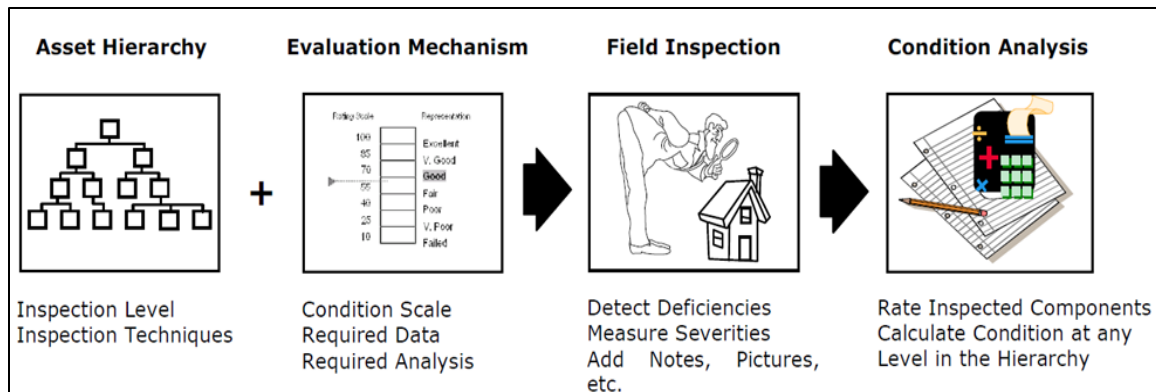 Asset Hierarchy
Evaluation Mechanism
Field Inspection
Condition Analysis
Rating Scale
Representation
100
85
70
55
40
25
10
Excellent
V. Good
Good
Fair
Poor
V. Poor
Failed
+
Inspection Level
Inspection Techniques
Condition Scale
Required Data
Required Analysis
Detect Deficiencies
Measure Severities
Add Notes, Pictures,
etc.
Rate Inspected Components
Calculate Condition at any
Level in the Hierarchy